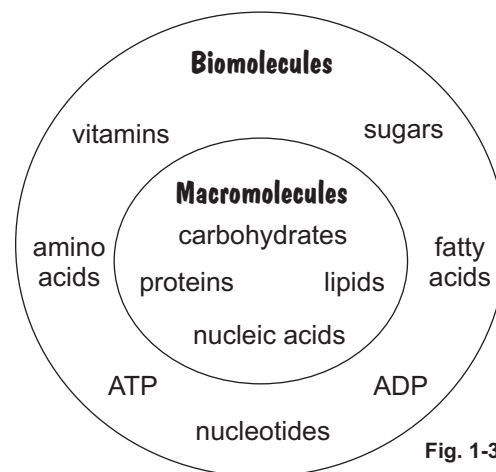 Biomolecules
vitamins
sugars
Macromolecules
carbohydrates
amino
acids
proteins
lipids
fatty
acids
nucleic acids
ATP
ADP
nucleotides
Fig. 1-3